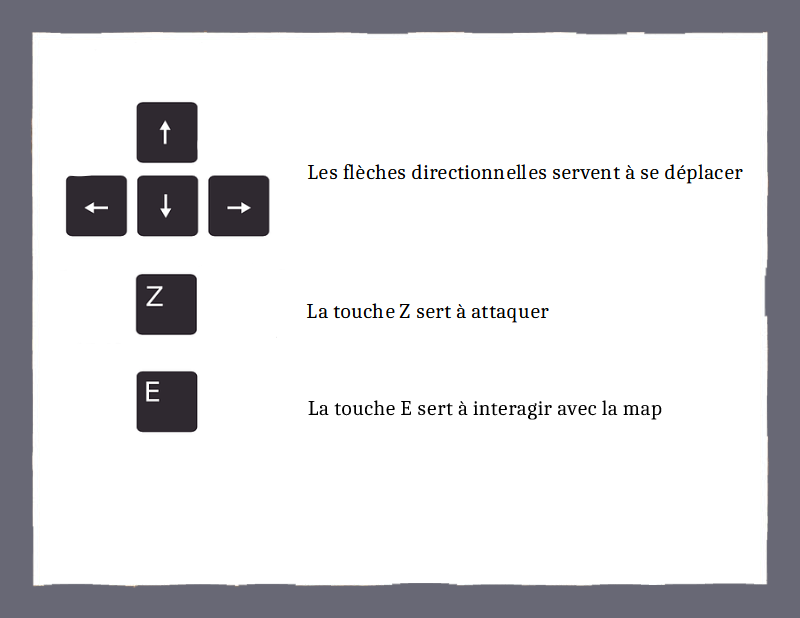 ↑
Les flèches directionnelles servent à se déplacer
← ↓ →
Z
La touche Z sert à attaquer
E
La touche E sert à interagir avec la map